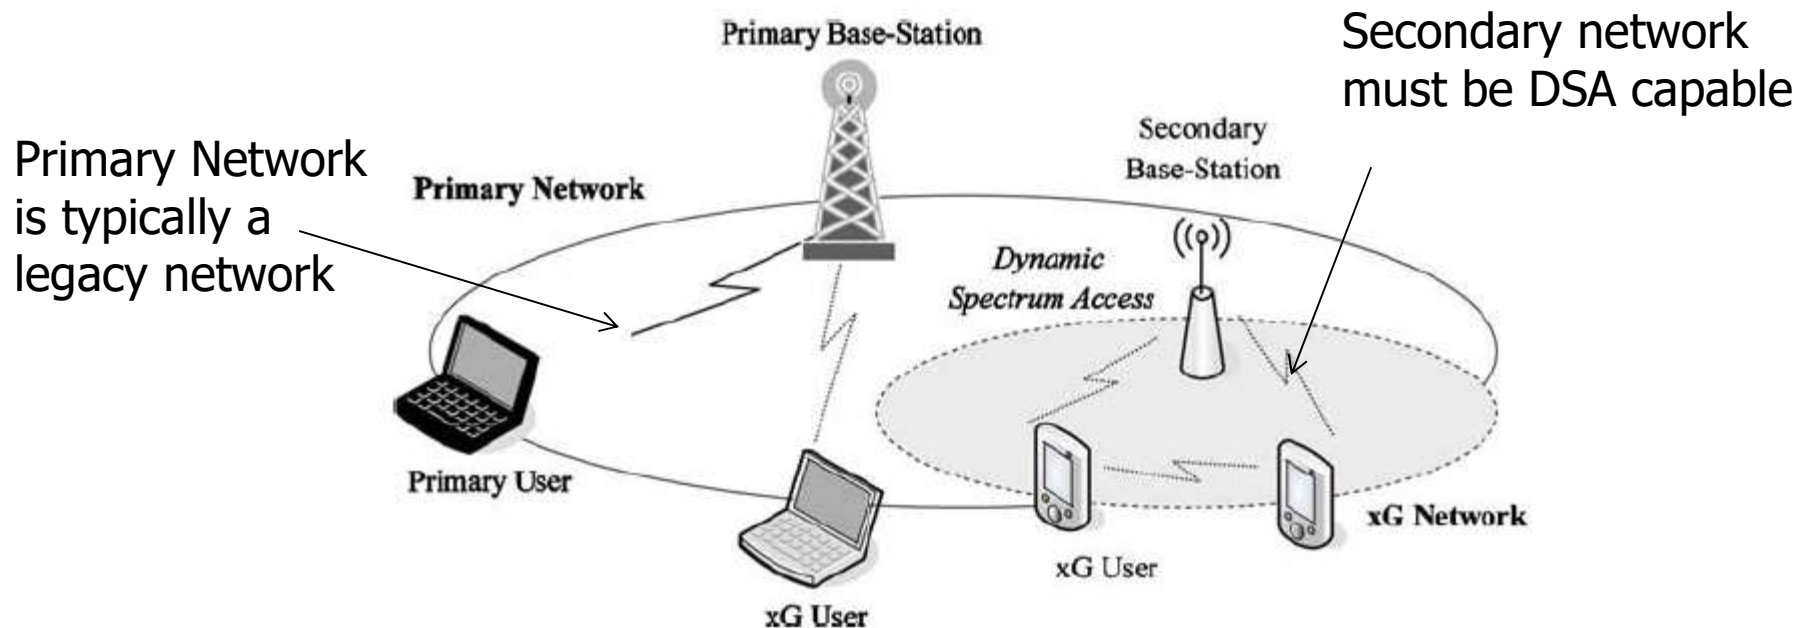 Primary Base-Station
Secondary network
must be DSA capable
Secondary
Base-Station
Primary Network
is typically a
legacy network
Primary Network
Dynamic
Spectrum Access
Primary User
xG Network
xG User
xG User